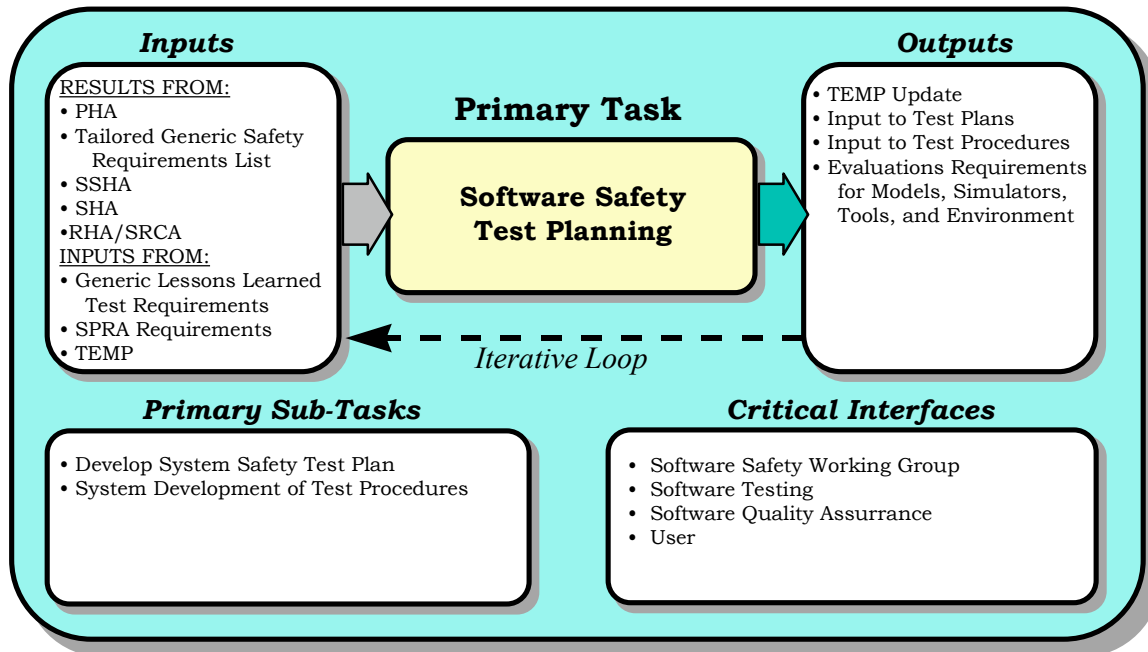 Inputs
RESULTS FROM:
• PHA
• Tailored Generic Safety
Requirements List
• SSHA
• SHA
•RHA/SRCA
INPUTS FROM:
• Generic Lessons Learned
Test Requirements
• SPRA Requirements
• TEMP
Primary Task
Software Safety
Test Planning
Outputs
• TEMP Update
• Input to Test Plans
• Input to Test Procedures
• Evaluations Requirements
for Models, Simulators,
Tools, and Environment
Iterative Loop
Primary Sub-Tasks
• Develop System Safety Test Plan
• System Development of Test Procedures
Critical Interfaces
• Software Safety Working Group
• Software Testing
• Software Quality Assurrance
• User